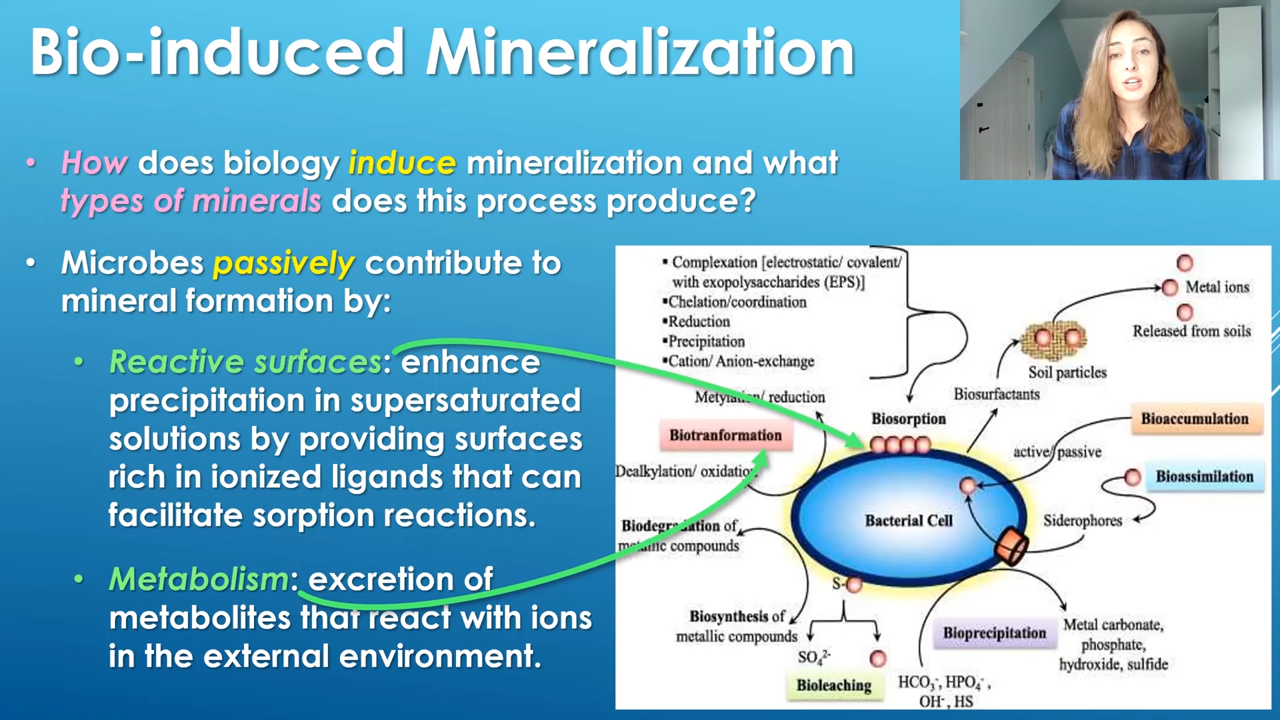 Bio-induced Mineralization
• How does biology induce mineralization and what
types of minerals does this process produce?
• Microbes passively contribute to
mineral formation by:
• Reactive surfaces: enhance
precipitation in supersaturated
solutions by providing surfaces
rich in ionized ligands that can
facilitate sorption reactions.
• Metabolism: excretion of
metabolites that react with ions
in the external environment.
▪ Complexation [electrostatic/ covalent/
with exopolysaccharides (EPS)]
▪Chelation/coordination
▪Reduction
▪Precipitation
▪Cation/ Anion-exchange
Metal ions
Released from soils
Soil particles
Biosurfactants
Metylation/ reduction
Biosorption
Bioaccumulation
Biotranformation
active/passive
Dealkylation/ oxidation
Bioassimilation
Bacterial Cell
Siderophores
Biodegradation of
metallic compounds
S-
Biosynthesis of
metallic compounds
SO₄²⁻
Bioleaching
Bioprecipitation
Metal carbonate,
phosphate,
hydroxide, sulfide
HCO₃⁻, HPO₄⁻,
OH⁻, HS